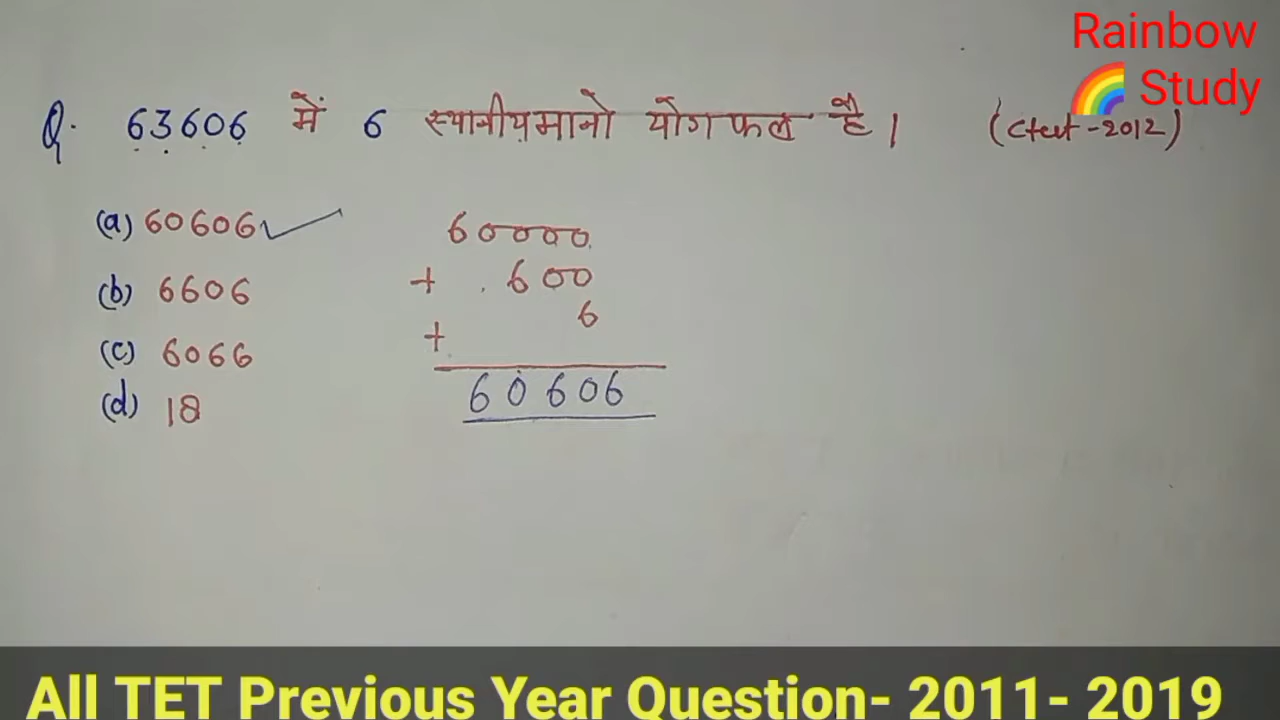 Rainbow
🌈 Study
Q. 63606 में 6 स्थानीयमानो योगफल है। (Ctet-2012)
(a) 60606 ✓
(b) 6606
(c) 6066
(d) 18
60000
+ 600
6
+
60606
All TET Previous Year Question- 2011- 2019